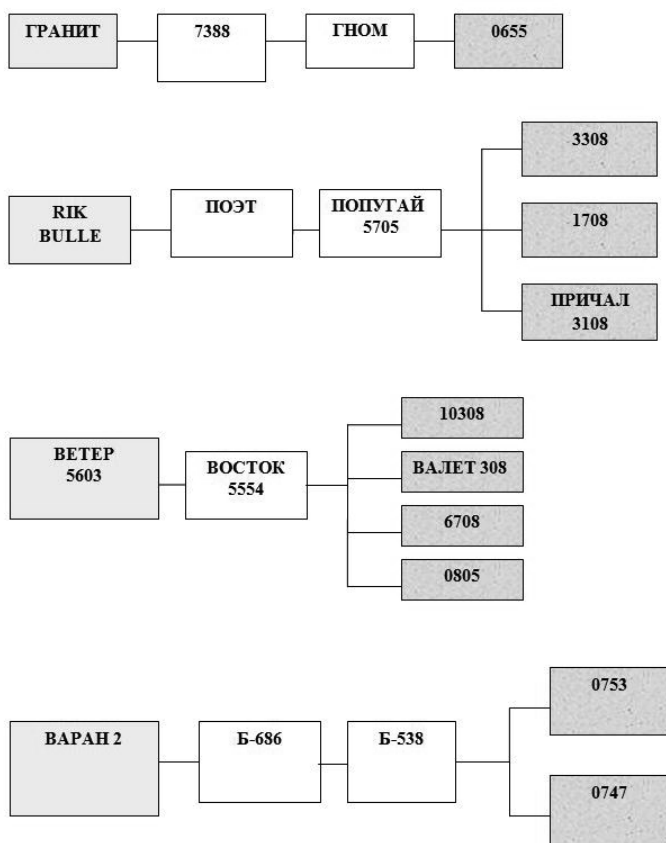 ГРАНИТ
7388
ГНОМ
0655
RIK
BULLE
ПОЭТ
ПОПУГАЙ
5705
3308
1708
ПРИЧАЛ
3108
ВЕТЕР
5603
ВОСТОК
5554
10308
ВАЛЕТ 308
6708
0805
ВАРАН 2
Б-686
Б-538
0753
0747